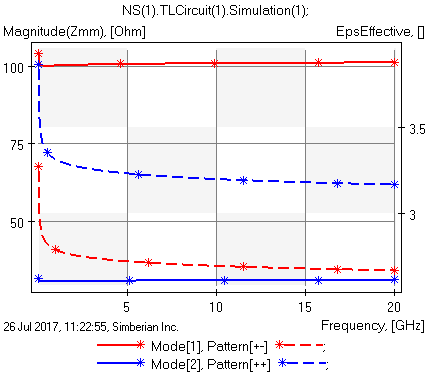 NS(1).TLCircuit(1).Simulation(1);
Magnitude(Zmm), [Ohm] EpsEffective, []
100
75
50
3.5
3
5 10 15 20
26 Jul 2017, 11:22:55, Simberian Inc. Frequency, [GHz]
Mode[1], Pattern[+-] ;
Mode[2], Pattern[++] ;